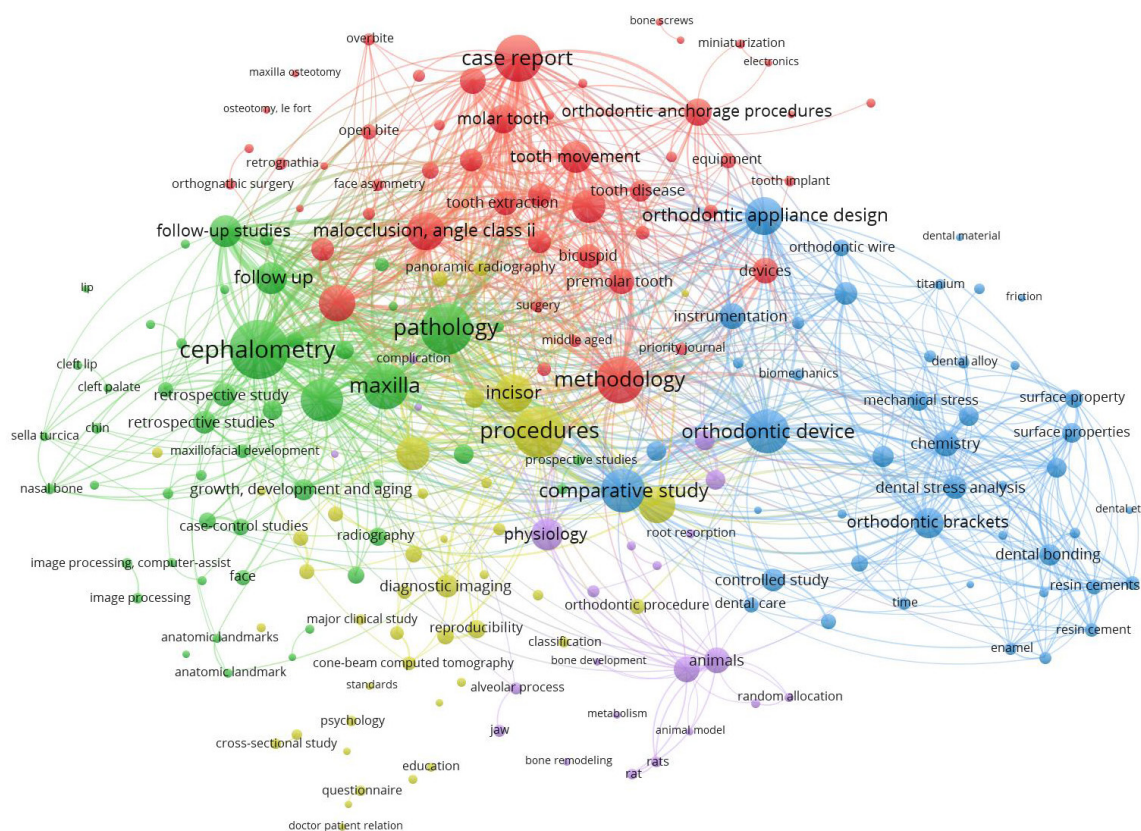 bone screws
overbite
miniaturization
case report
electronics
maxilla osteotomy
osteotomy, le fort
orthodontic anchorage procedures
molar tooth
open bite
tooth movement
retrognathia
equipment
orthognathic surgery
face asymmetry
tooth disease
tooth implant
tooth extraction
orthodontic appliance design
follow-up studies
malocclusion, angle class ii
dental material
orthodontic wire
bicuspid
panoramic radiography
devices
follow up
premolar tooth
titanium
lip
friction
surgery
instrumentation
pathology
middle aged
cephalometry
priority journal
complication
cleft lip
dental alloy
biomechanics
methodology
cleft palate
maxilla
incisor
retrospective study
mechanical stress
surface property
retrospective studies
chin
procedures
orthodontic device
surface properties
sella turcica
chemistry
maxillofacial development
prospective studies
nasal bone
growth, development and aging
comparative study
dental stress analysis
dental et
case-control studies
orthodontic brackets
radiography
physiology
root resorption
dental bonding
image processing, computer-assist
face
diagnostic imaging
controlled study
resin cements
image processing
orthodontic procedure
dental care
time
major clinical study
reproducibility
resin cement
anatomic landmarks
classification
enamel
cone-beam computed tomography
bone development
animals
anatomic landmark
standards
alveolar process
random allocation
metabolism
psychology
jaw
animal model
cross-sectional study
bone remodeling
rats
education
rat
questionnaire
doctor patient relation